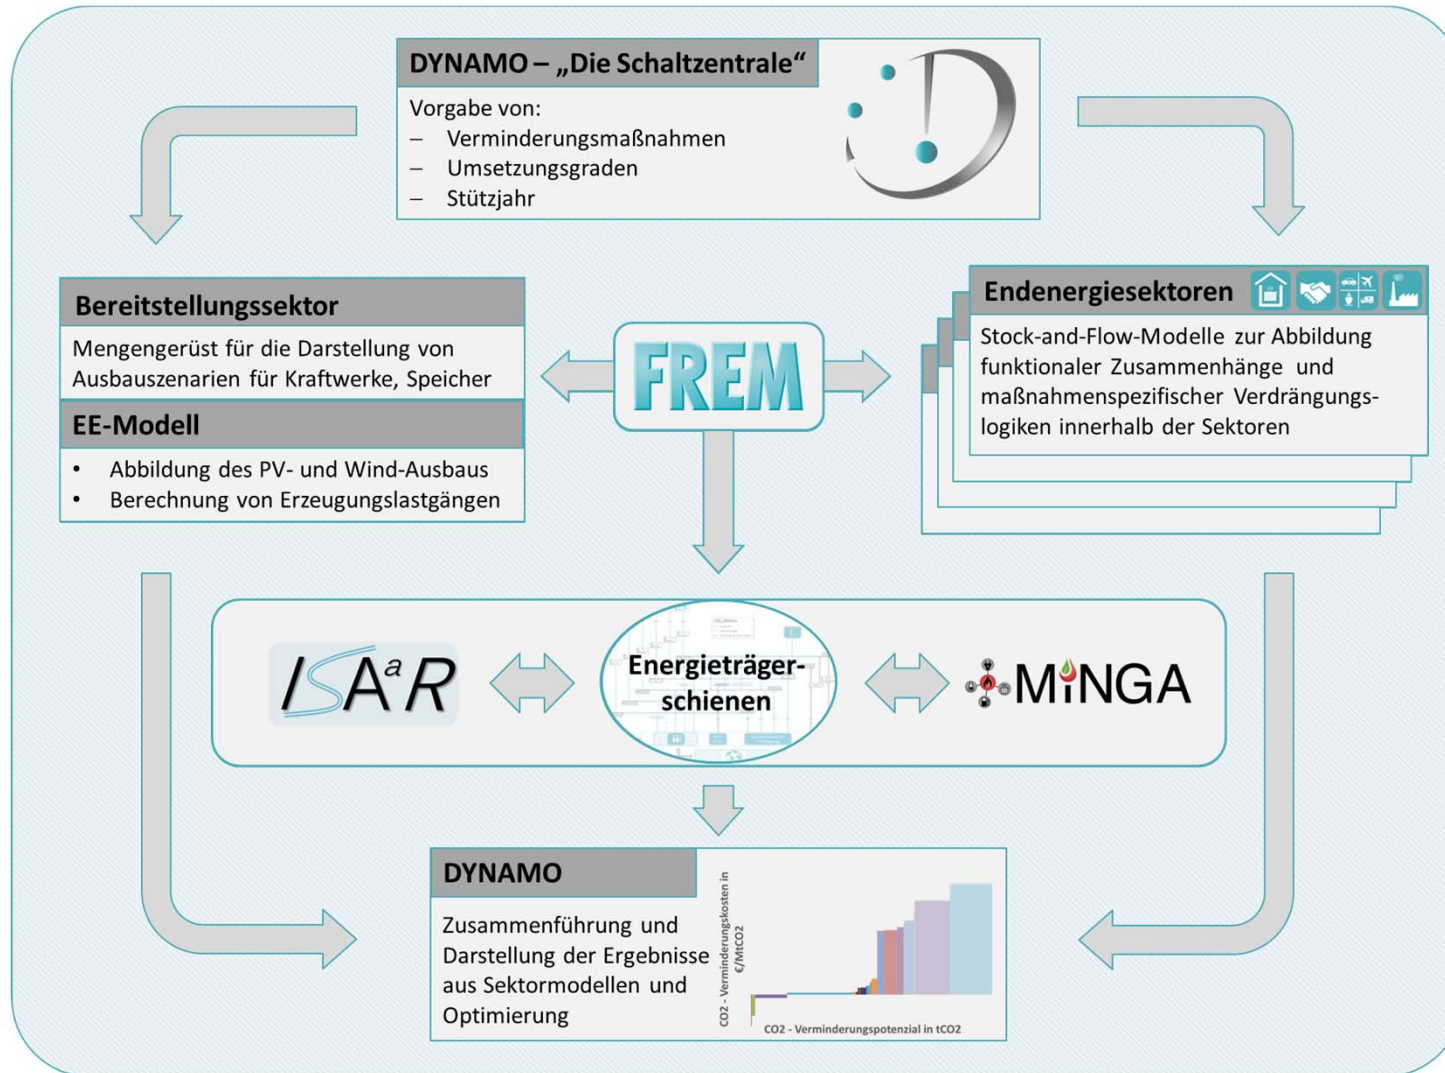 DYNAMO – „Die Schaltzentrale“
Vorgabe von:
– Verminderungsmaßnahmen
– Umsetzungsgraden
– Stützjahr
Bereitstellungssektor
Mengengerüst für die Darstellung von
Ausbauszenarien für Kraftwerke, Speicher
EE-Modell
• Abbildung des PV- und Wind-Ausbaus
• Berechnung von Erzeugungslastgängen
FREM
Endenergiesektoren
Stock-and-Flow-Modelle zur Abbildung
funktionaler Zusammenhänge und
maßnahmenspezifischer Verdrängungs-
logiken innerhalb der Sektoren
ISAaR
Energieträger-
schienen
MiNGA
DYNAMO
Zusammenführung und
Darstellung der Ergebnisse
aus Sektormodellen und
Optimierung
CO2 - Verminderungskosten in
€/MtCO2
CO2 - Verminderungspotenzial in tCO2